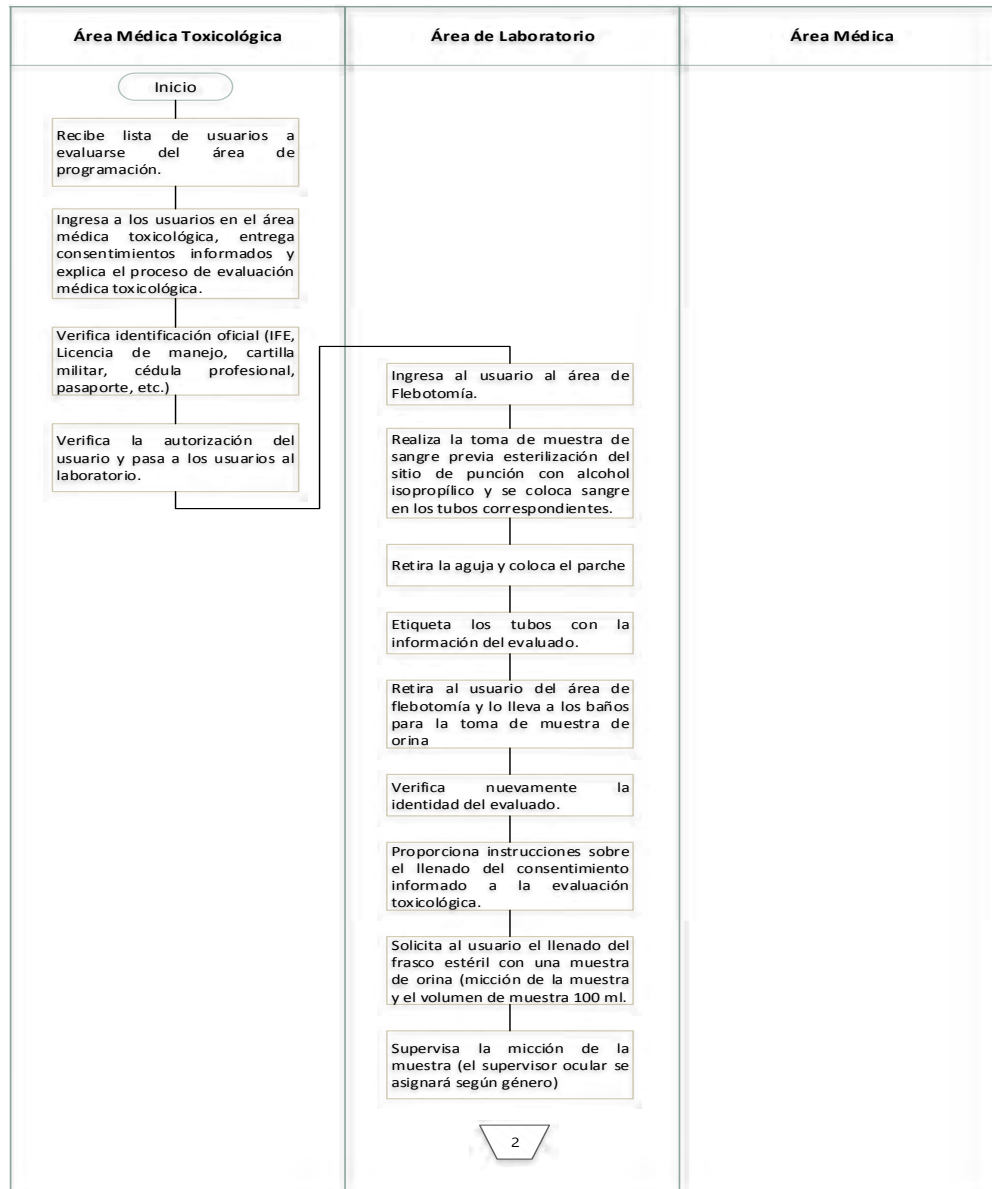 Área Médica Toxicológica
Área de Laboratorio
Área Médica
Inicio
Recibe lista de usuarios a
evaluarse del área de
programación.
Ingresa a los usuarios en el área
médica toxicológica, entrega
consentimientos informados y
explica el proceso de evaluación
médica toxicológica.
Verifica identificación oficial (IFE,
Licencia de manejo, cartilla
militar, cédula profesional,
pasaporte, etc.)
Verifica la autorización del
usuario y pasa a los usuarios al
laboratorio.
Ingresa al usuario al área de
Flebotomía.
Realiza la toma de muestra de
sangre previa esterilización del
sitio de punción con alcohol
isopropílico y se coloca sangre
en los tubos correspondientes.
Retira la aguja y coloca el parche
Etiqueta los tubos con la
información del evaluado.
Retira al usuario del área de
flebotomía y lo lleva a los baños
para la toma de muestra de
orina
Verifica nuevamente la
identidad del evaluado.
Proporciona instrucciones sobre
el llenado del consentimiento
informado a la evaluación
toxicológica.
Solicita al usuario el llenado del
frasco estéril con una muestra
de orina (micción de la muestra
y el volumen de muestra 100 ml.
Supervisa la micción de la
muestra (el supervisor ocular se
asignará según género)
2